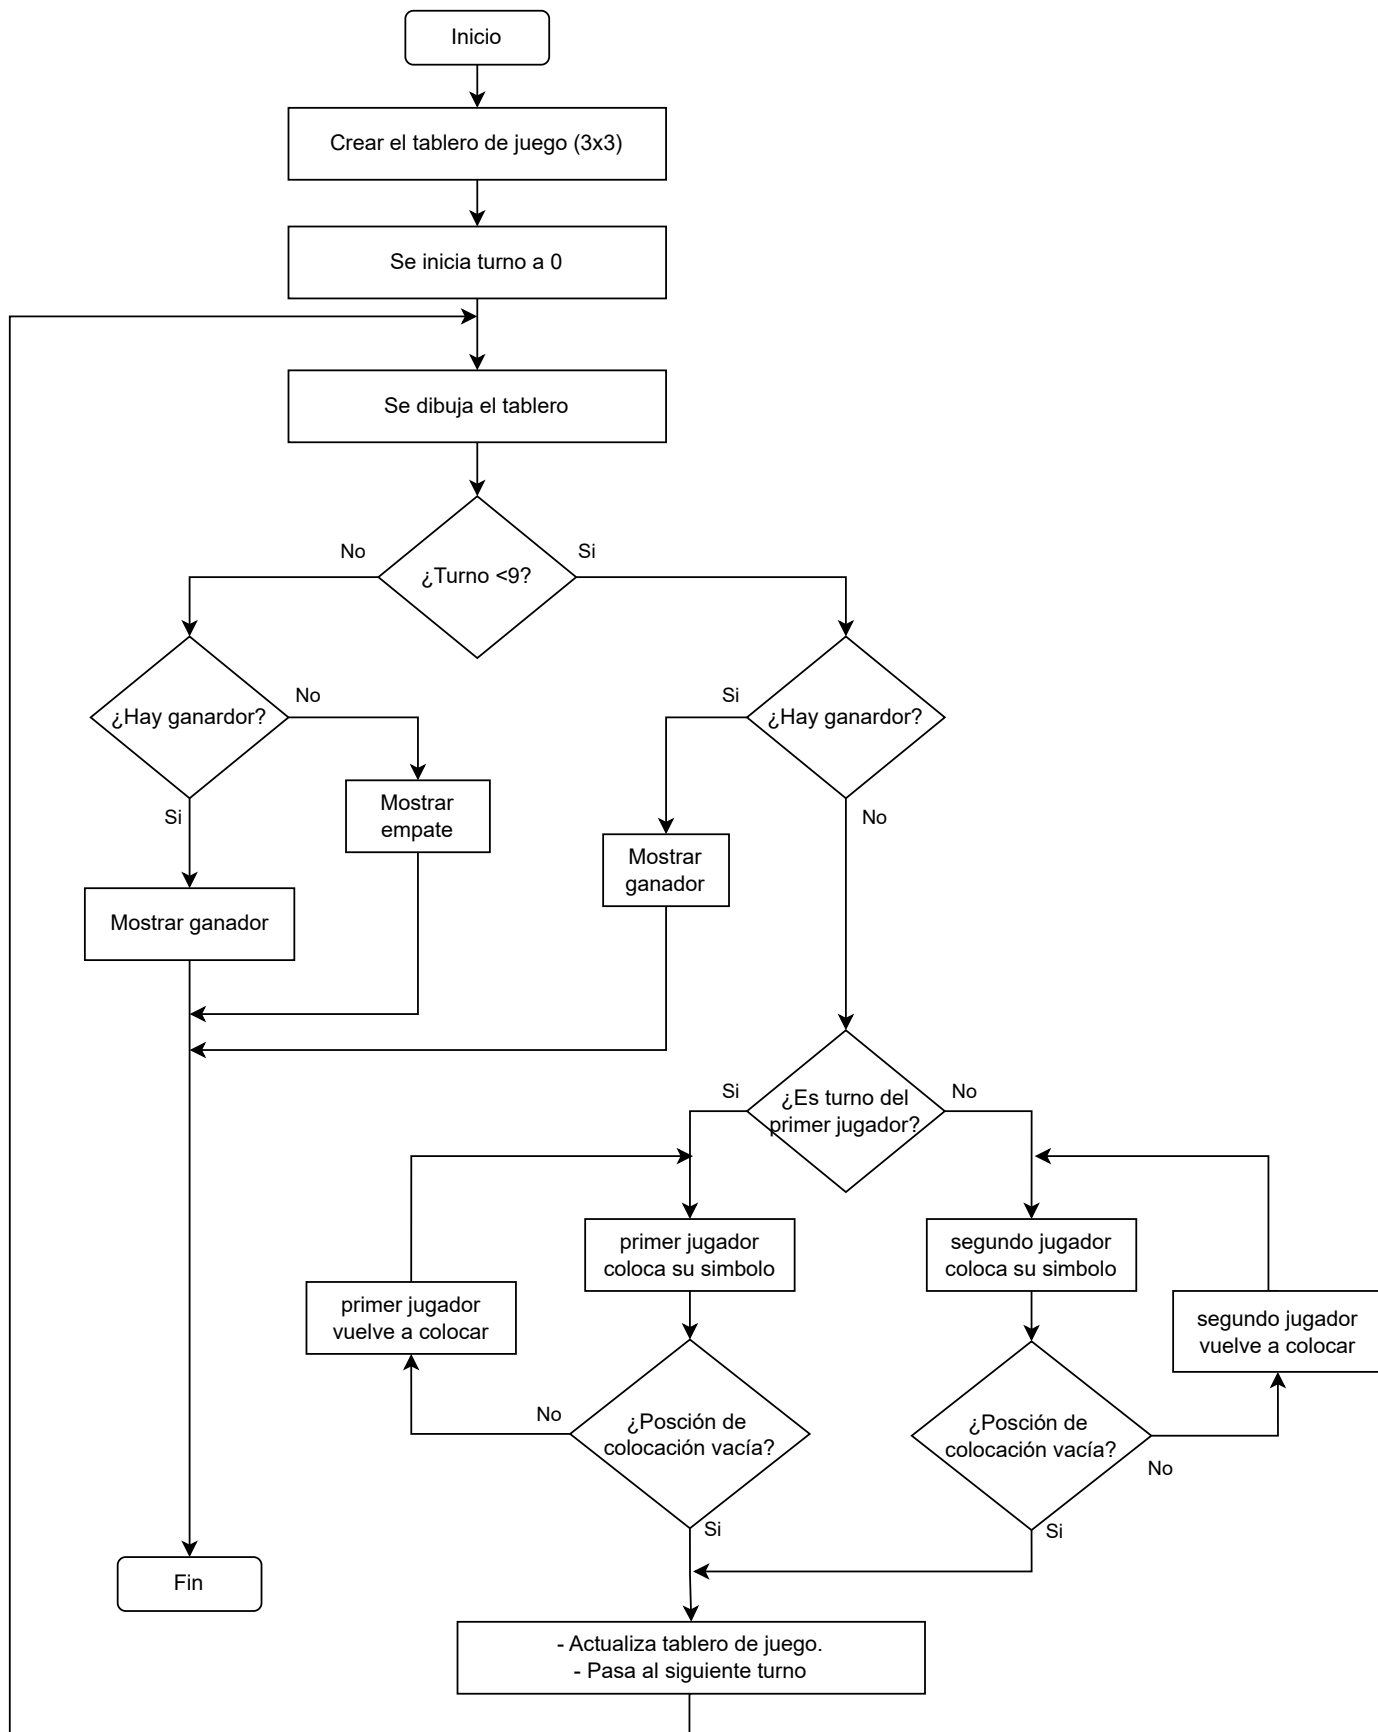 Inicio
Crear el tablero de juego (3x3)
Se inicia turno a 0
Se dibuja el tablero
No
Si
¿Turno <9?
No
Si
¿Hay ganardor?
¿Hay ganardor?
Mostrar
empate
Si
No
Mostrar
ganador
Mostrar ganador
Si
No
¿Es turno del
primer jugador?
primer jugador
coloca su simbolo
segundo jugador
coloca su simbolo
primer jugador
vuelve a colocar
segundo jugador
vuelve a colocar
No
¿Posción de
colocación vacía?
¿Posción de
colocación vacía?
No
Si
Si
Fin
- Actualiza tablero de juego.
- Pasa al siguiente turno